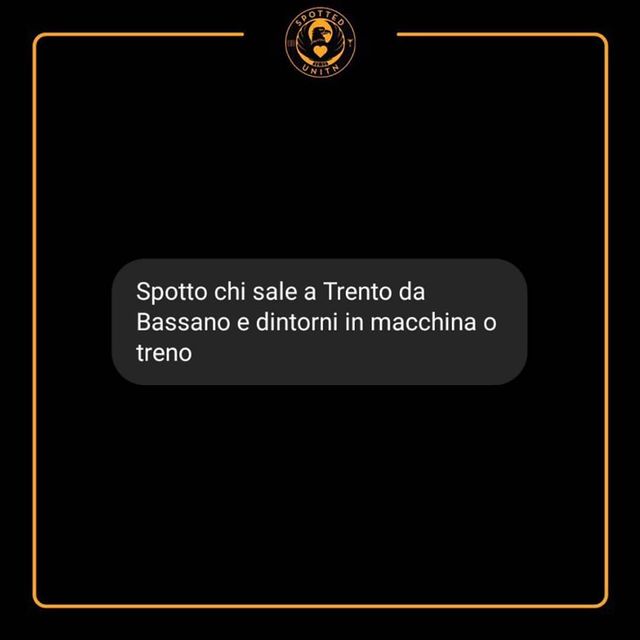 SPOTTED
UNITN
Spotto chi sale a Trento da
Bassano e dintorni in macchina o
treno